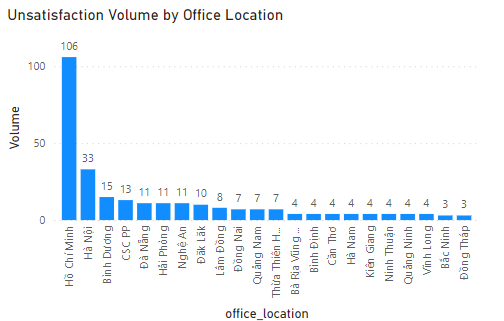 Unsatisfaction Volume by Office Location
Volume
100
50
0
106
33
15
13
11
11
11
10
8
7
7
7
4
4
4
4
4
4
4
4
3
3
Hồ Chí Minh
Hà Nội
Bình Dương
CSC PP
Đà Nẵng
Hải Phòng
Nghệ An
Đăk Lăk
Lâm Đồng
Đồng Nai
Quảng Nam
Thừa Thiên H...
Bà Rịa Vũng ...
Bình Định
Cần Thơ
Hà Nam
Kiên Giang
Ninh Thuận
Quảng Ninh
Vĩnh Long
Bắc Ninh
Đồng Tháp
office_location